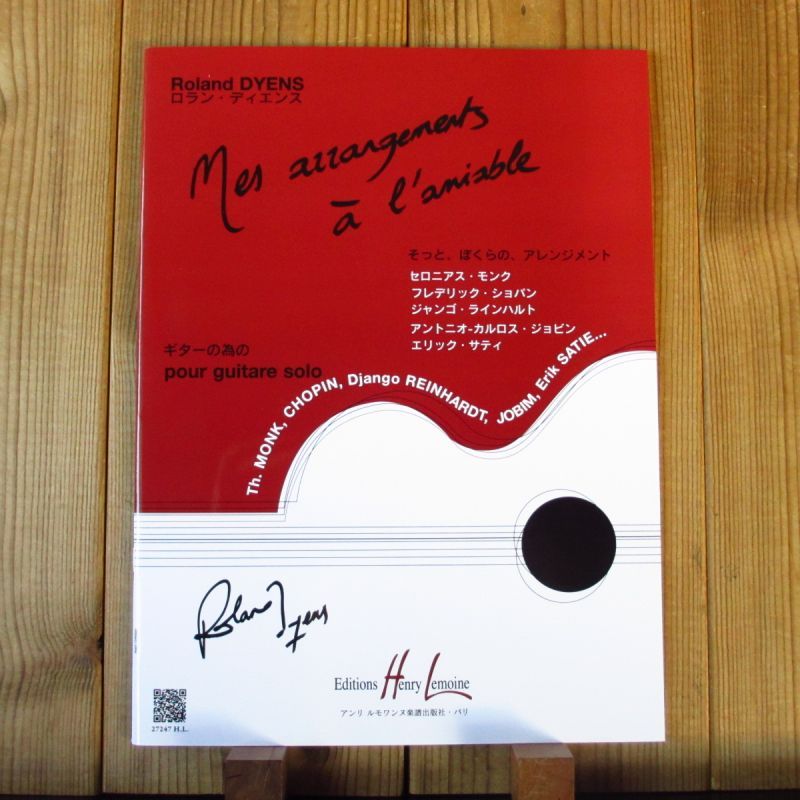 Roland DYENS
ロラン・ディエンス
Mes arrangements
à l'amiable
そっと、ぼくらの、アレンジメント
セロニアス・モンク
フレデリック・ショパン
ジャンゴ・ラインハルト
アントニオ-カルロス・ジョビン
エリック・サティ
ギターの為の
pour guitare solo
Th. MONK, CHOPIN, Django REINHARDT, JOBIM, Erik SATIE...
Roland Dyens
Editions Henry Lemoine
アンリ ルモワンヌ楽譜出版社・パリ
27247 H.L.